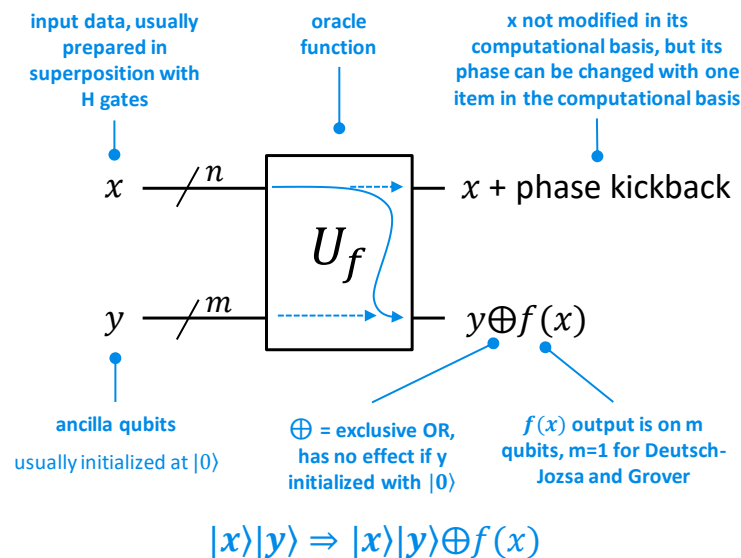 input data, usually
prepared in
superposition with
H gates
oracle
function
x not modified in its
computational basis, but its
phase can be changed with one
item in the computational basis
x
n
x + phase kickback
U_f
y
m
y⊕f(x)
ancilla qubits
usually initialized at |0⟩
⊕ = exclusive OR,
has no effect if y
initialized with |0⟩
f(x) output is on m
qubits, m=1 for Deutsch-
Jozsa and Grover
|x⟩|y⟩ ⇒ |x⟩|y⟩⊕f(x)